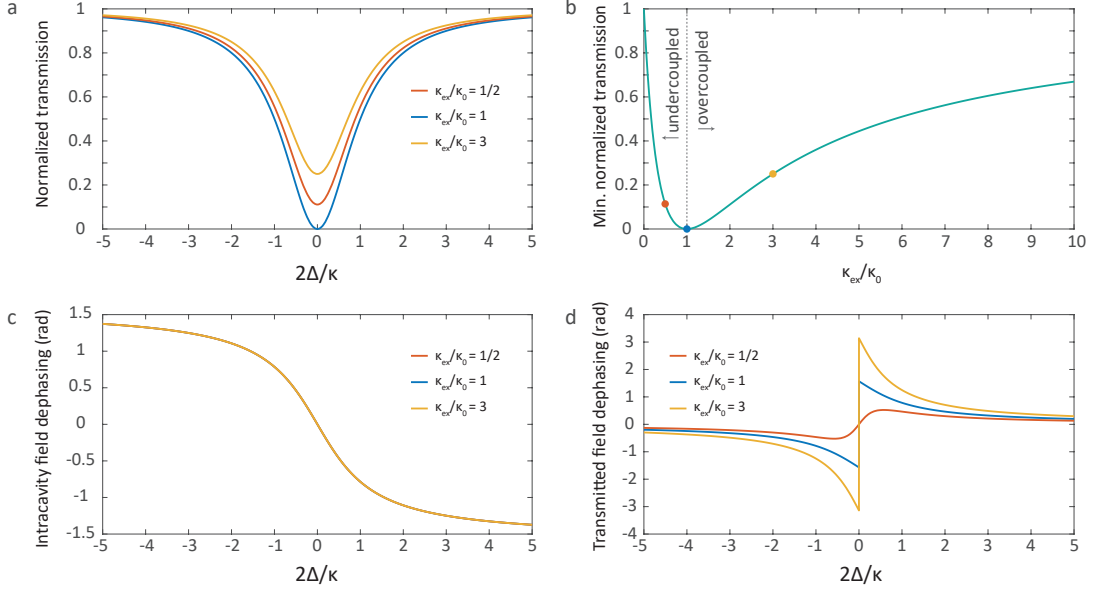 a
Normalized transmission
1
0.8
0.6
0.4
0.2
0
-5 -4 -3 -2 -1 0 1 2 3 4 5
2Δ/κ
κex/κ0 = 1/2
κex/κ0 = 1
κex/κ0 = 3
b
Min. normalized transmission
1
0.8
0.6
0.4
0.2
0
0 1 2 3 4 5 6 7 8 9 10
κex/κ0
undercoupled
overcoupled
c
Intracavity field dephasing (rad)
1.5
1
0.5
0
-0.5
-1
-1.5
-5 -4 -3 -2 -1 0 1 2 3 4 5
2Δ/κ
κex/κ0 = 1/2
κex/κ0 = 1
κex/κ0 = 3
d
Transmitted field dephasing (rad)
4
3
2
1
0
-1
-2
-3
-4
-5 -4 -3 -2 -1 0 1 2 3 4 5
2Δ/κ
κex/κ0 = 1/2
κex/κ0 = 1
κex/κ0 = 3